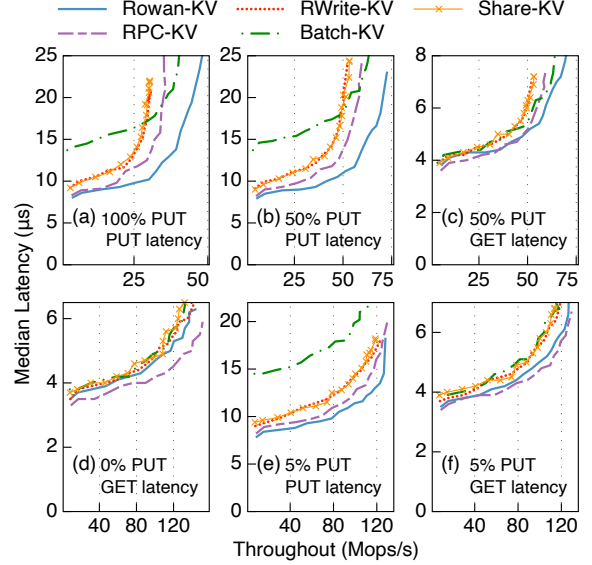 Rowan-KV RWrite-KV Share-KV
RPC-KV Batch-KV
Median Latency (μs)
25
20
15
10
5
0
25 50
(a) 100% PUT
PUT latency
25
20
15
10
5
0
25 50 75
(b) 50% PUT
PUT latency
8
6
4
2
0
25 50 75
(c) 50% PUT
GET latency
6
4
2
0
40 80 120
(d) 0% PUT
GET latency
20
15
10
5
0
40 80 120
(e) 5% PUT
PUT latency
6
4
2
0
40 80 120
(f) 5% PUT
GET latency
Throughout (Mops/s)